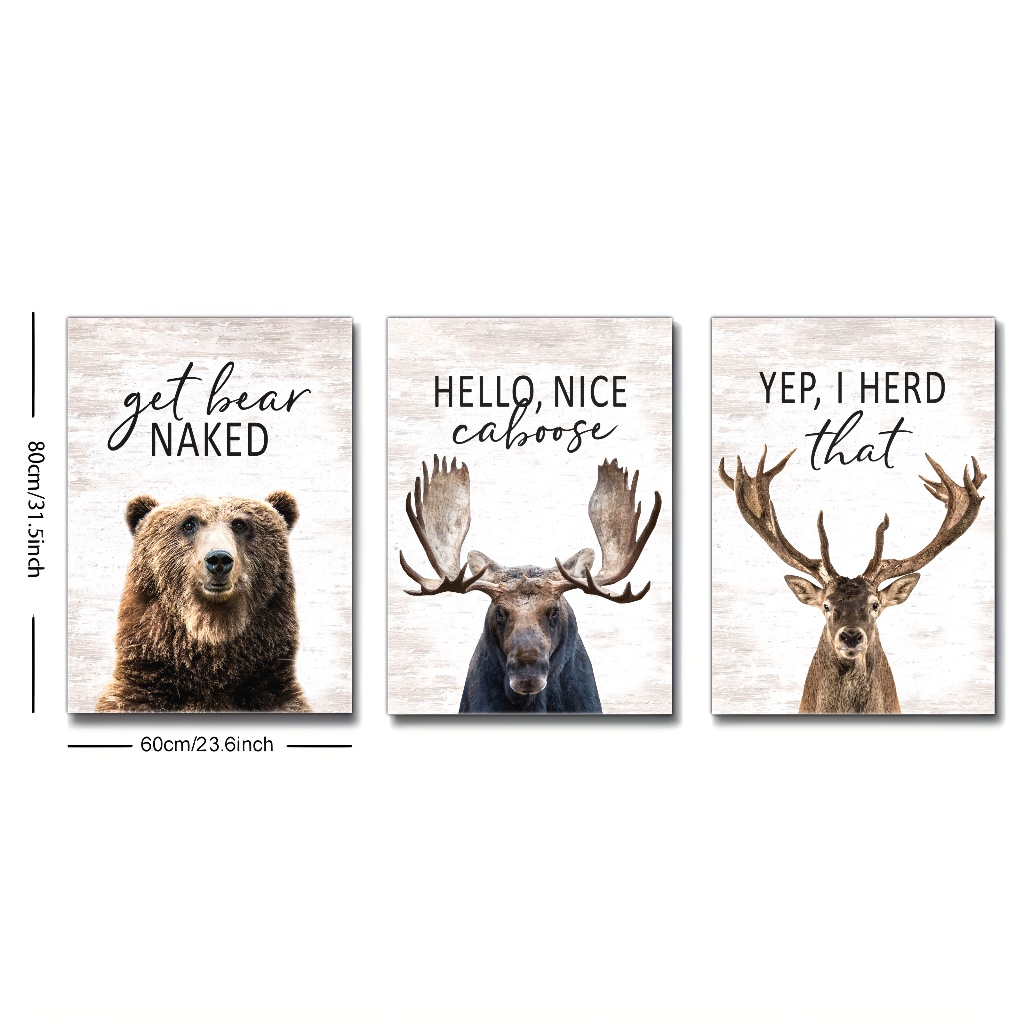 get bear
NAKED
HELLO, NICE
caboose
YEP, I HERD
that
80cm/31.5inch
60cm/23.6inch